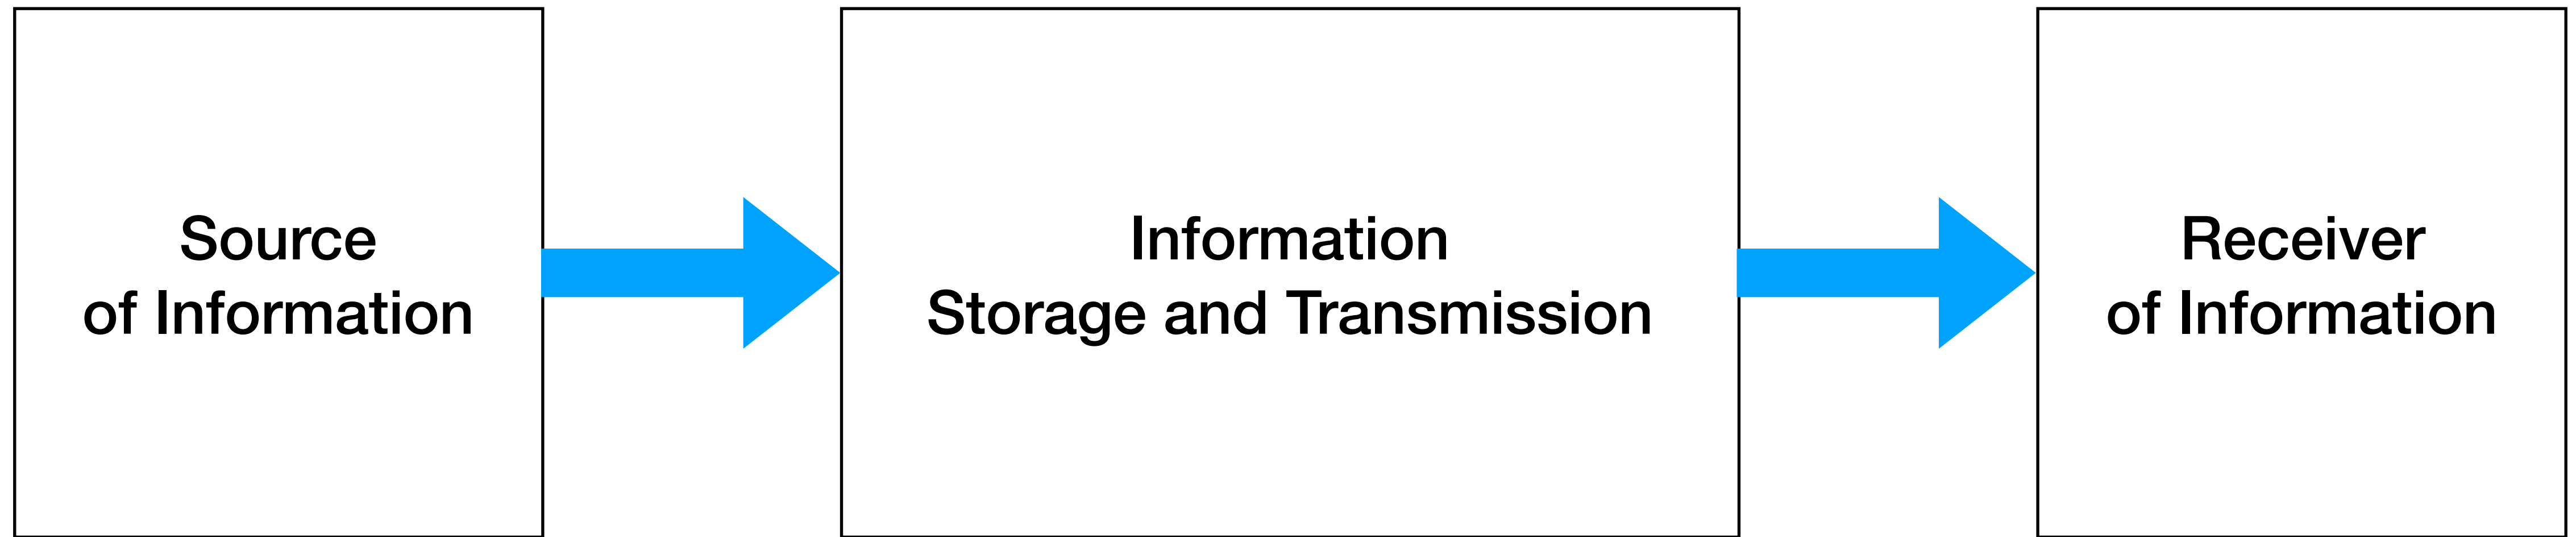 Source
of Information
Information
Storage and Transmission
Receiver
of Information